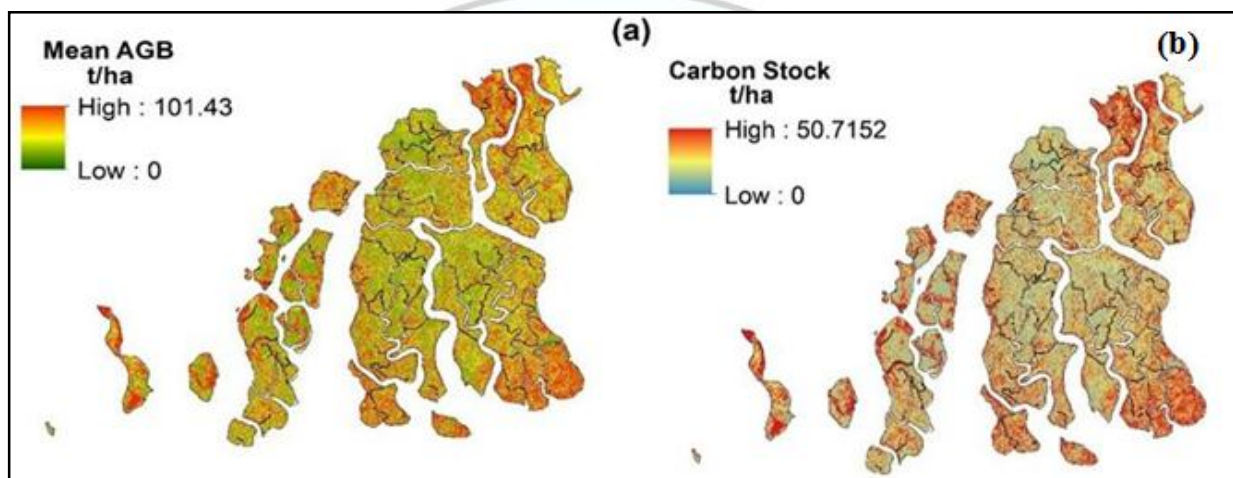 (a)
Mean AGB
t/ha
High : 101.43
Low : 0
(b)
Carbon Stock
t/ha
High : 50.7152
Low : 0